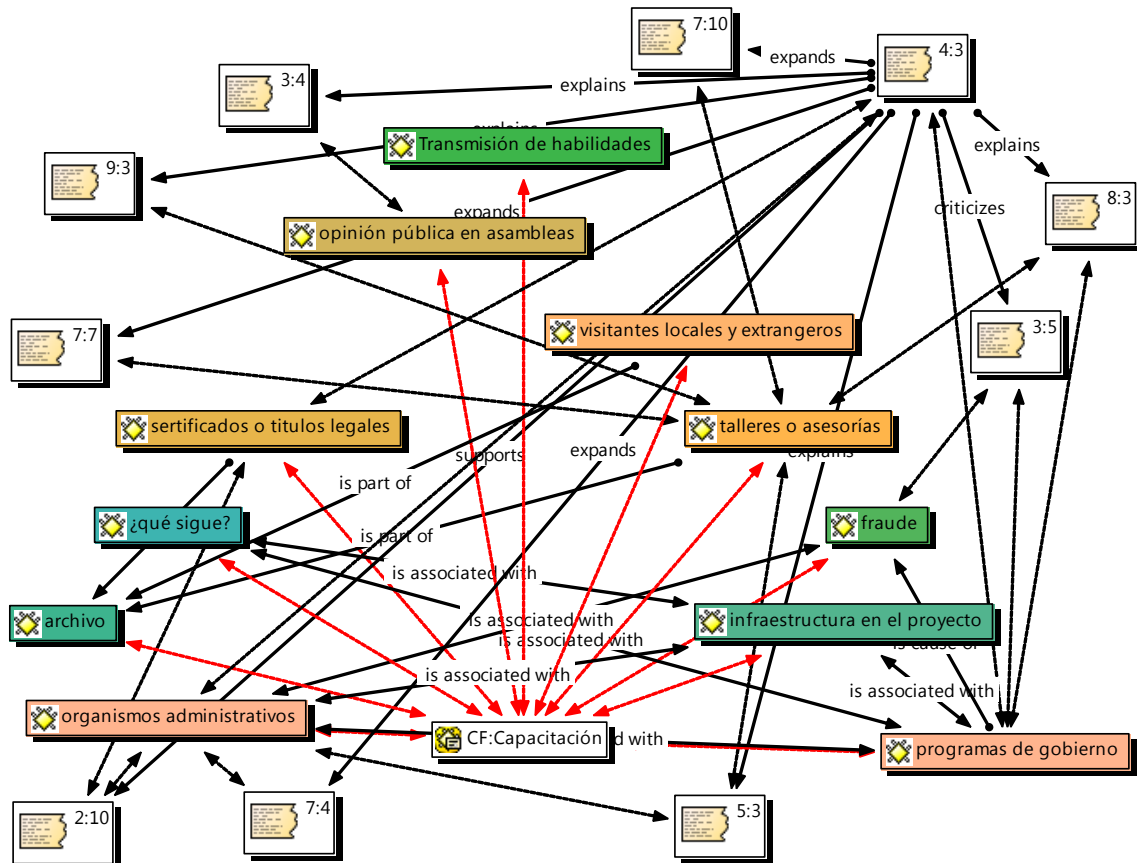 7:10
4:3
expands
3:4
explains
explains
Transmisión de habilidades
explains
9:3
8:3
expands
criticizes
opinión pública en asambleas
visitantes locales y extrangeros
7:7
3:5
sertificados o titulos legales
talleres o asesorías
supports
expands
explains
is part of
¿qué sigue?
fraude
is part of
is associated with
archivo
is associated with
infraestructura en el proyecto
is associated with
is cause of
is associated with
is associated with
organismos administrativos
CF:Capacitación
d with
programas de gobierno
2:10
7:4
5:3